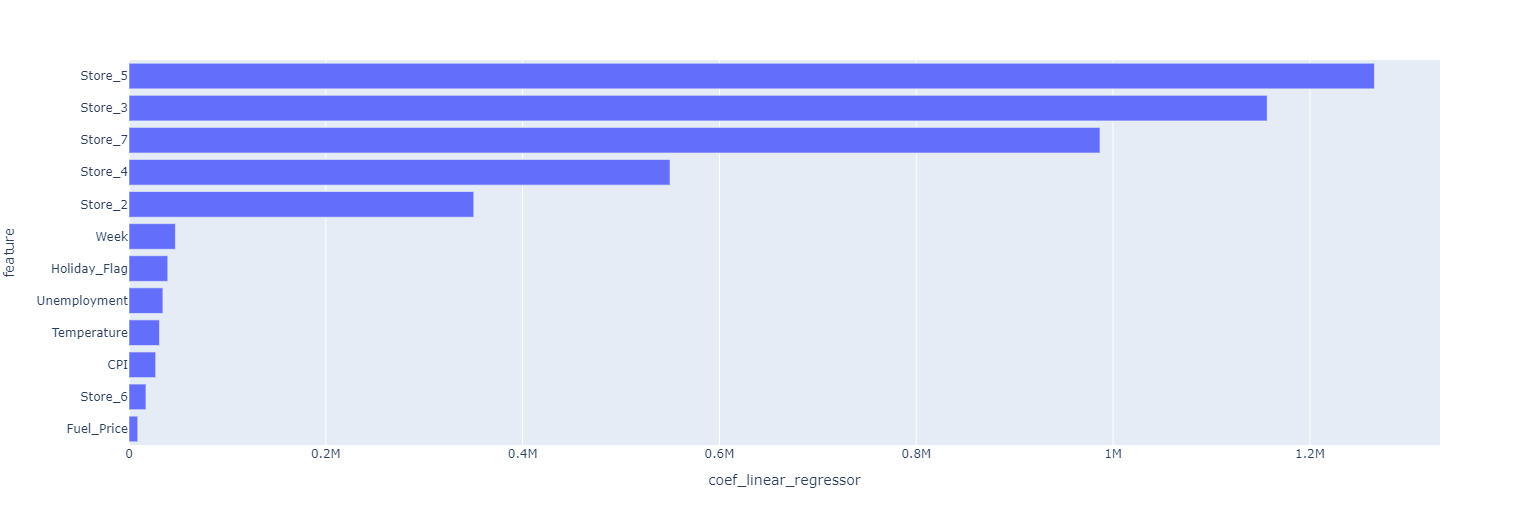 Store_5
Store_3
Store_7
Store_4
Store_2
Week
Holiday_Flag
Unemployment
Temperature
CPI
Store_6
Fuel_Price
feature
0 0.2M 0.4M 0.6M 0.8M 1M 1.2M
coef_linear_regressor